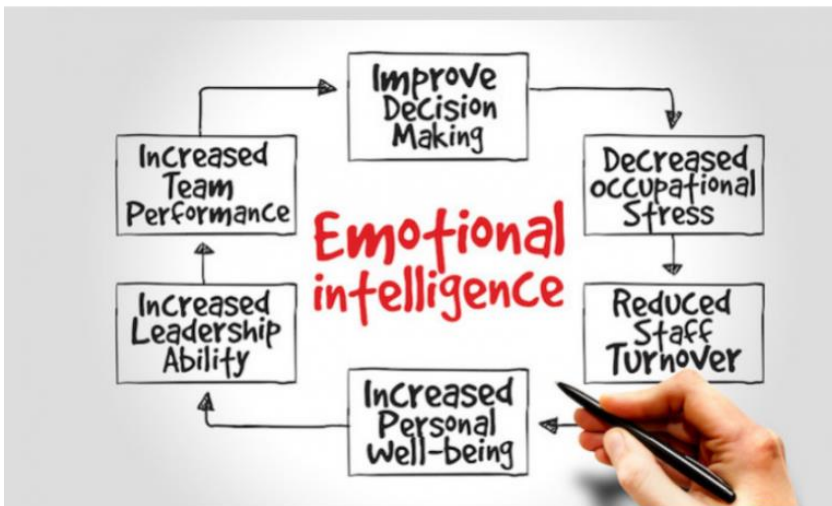 Improve
Decision
Making
Decreased
occupational
Stress
Reduced
Staff
Turnover
Increased
Personal
Well-being
Increased
Leadership
Ability
Increased
Team
Performance
Emotional
intelligence